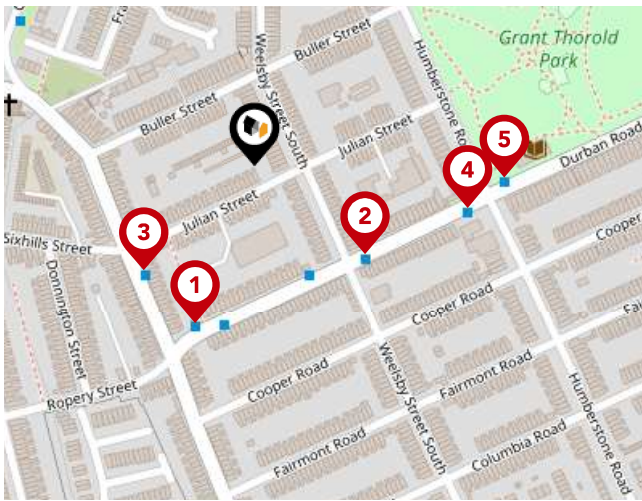 Fra
Grant Thorold
Park
Weelsby Street South
Buller Street
Humberstone Ro
Buller Street
Julian Street
5
Durban Road
4
Julian Street
2
3
Sixhills Street
Cooper
1
Donnington Street
Cooper Road
Fai
Ropery Street
Cooper Road
Weelsby Street South
Fairmont Road
Humberstone Road
Fairmont Road
Columbia Road